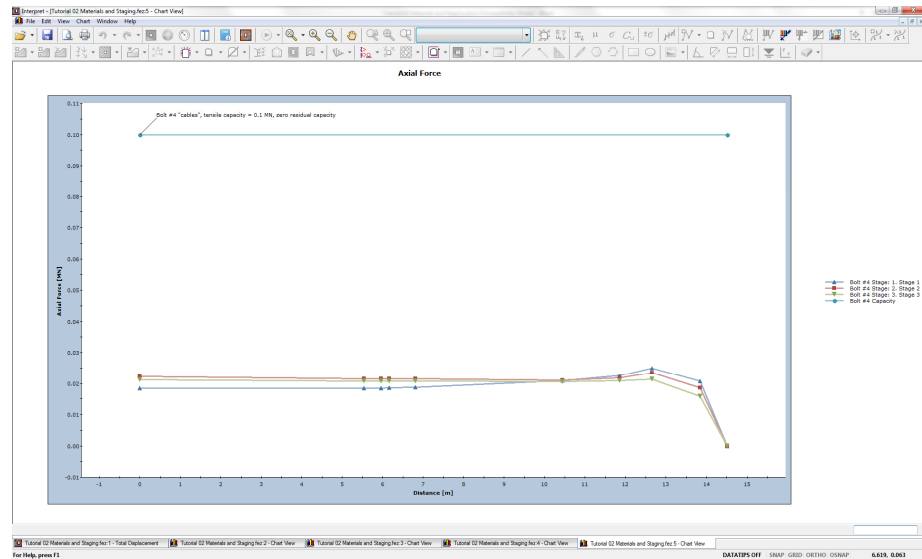 Interpret - [Tutorial 02 Materials and Staging.fez:5 - Chart View]
File Edit View Chart Window Help
Axial Force
0.11
Bolt #4 "cables", tensile capacity = 0.1 MN, zero residual capacity
0.10
0.09
0.08
0.07
0.06
0.05
0.04
0.03
0.02
0.01
0.00
-0.01
Axial Force [MN]
-1 0 1 2 3 4 5 6 7 8 9 10 11 12 13 14 15
Distance [m]
Bolt #4 Stage: 1. Stage 1
Bolt #4 Stage: 2. Stage 2
Bolt #4 Stage: 3. Stage 3
Bolt #4 Capacity
Tutorial 02 Materials and Staging.fez:1 - Total Displacement
Tutorial 02 Materials and Staging.fez:2 - Chart View
Tutorial 02 Materials and Staging.fez:3 - Chart View
Tutorial 02 Materials and Staging.fez:4 - Chart View
Tutorial 02 Materials and Staging.fez:5 - Chart View
For Help, press F1
DATATIPS OFF SNAP GRID ORTHO OSNAP 6.619, 0.063